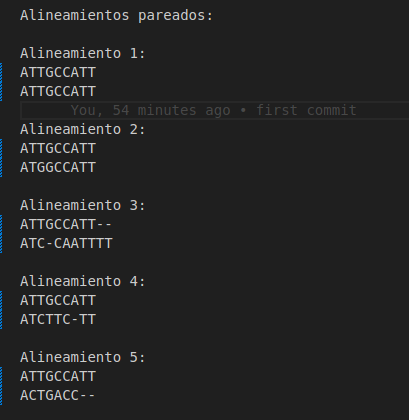 Alineamientos pareados:
Alineamiento 1:
ATTGCCATT
ATTGCCATT
You, 54 minutes ago • first commit
Alineamiento 2:
ATTGCCATT
ATGGCCATT
Alineamiento 3:
ATTGCCATT--
ATC-CAATTTT
Alineamiento 4:
ATTGCCATT
ATCTTC-TT
Alineamiento 5:
ATTGCCATT
ACTGACC--